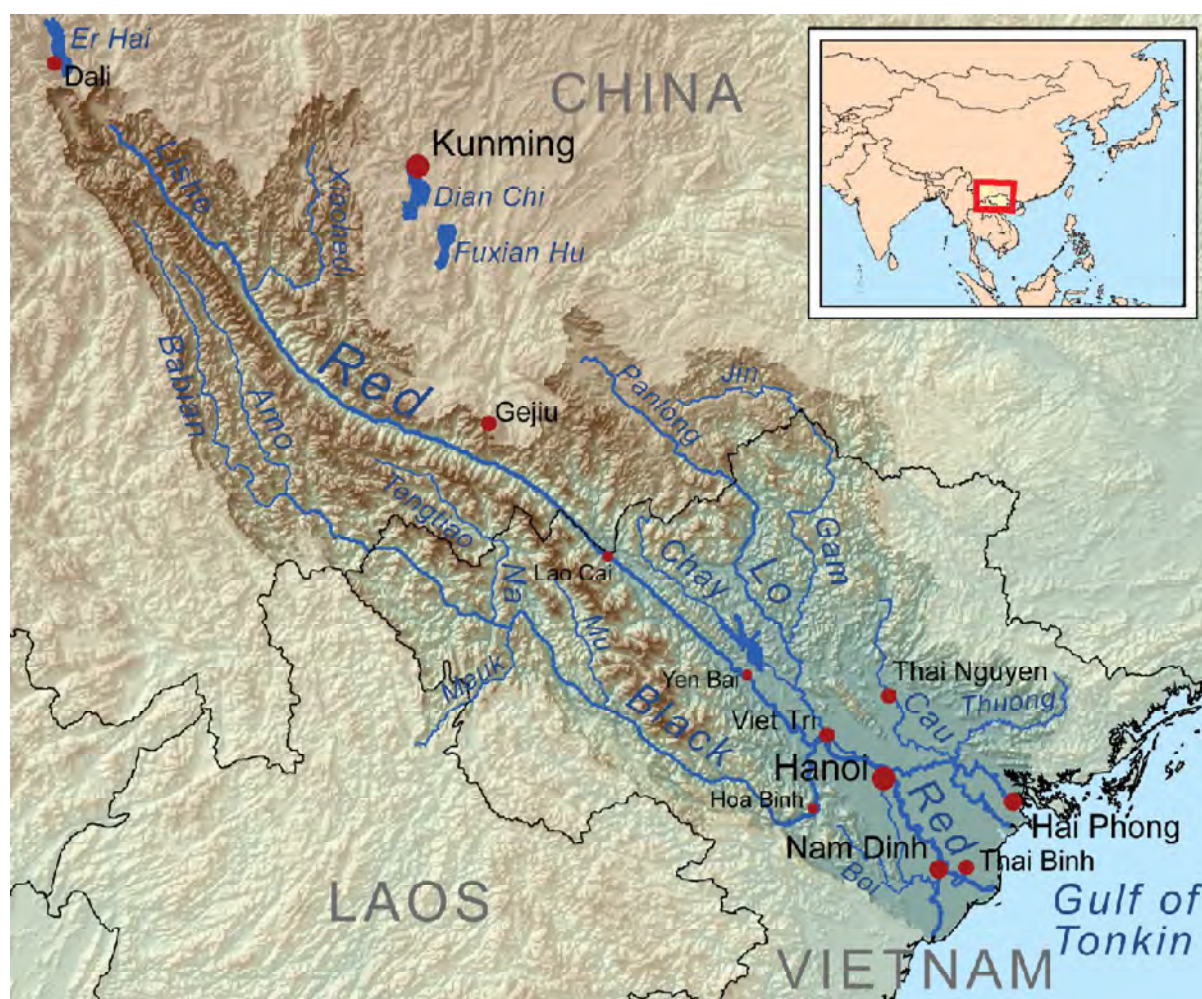 Er Hai
Dali
CHINA
Kunming
Lishe
Xiaohedi
Dian Chi
Fuxian Hu
Babian
Amo
Red
Gejiu
Panlong
Jin
Tengtiao
Na
Lao Cai
Chay
Lo
Gam
Mu
Meuk
Yen Bai
Thai Nguyen
Thuong
Cau
Viet Tri
Black
Hanoi
Red
Hoa Binh
Hai Phong
Nam Dinh
Thai Binh
Boi
LAOS
Gulf of
Tonkin
VIETNAM